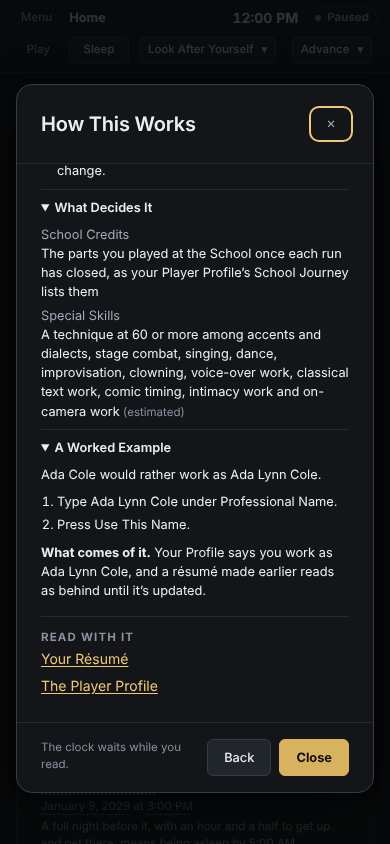 Menu Home 12:00 PM Paused
Play Sleep Look After Yourself ▾ Advance ▾
How This Works
×
change.
▼ What Decides It
School Credits
The parts you played at the School once each run
has closed, as your Player Profile’s School Journey
lists them
Special Skills
A technique at 60 or more among accents and
dialects, stage combat, singing, dance,
improvisation, clowning, voice-over work, classical
text work, comic timing, intimacy work and on-
camera work (estimated)
▼ A Worked Example
Ada Cole would rather work as Ada Lynn Cole.
1. Type Ada Lynn Cole under Professional Name.
2. Press Use This Name.
What comes of it. Your Profile says you work as
Ada Lynn Cole, and a résumé made earlier reads
as behind until it’s updated.
READ WITH IT
Your Résumé
The Player Profile
The clock waits while you
read.
Back
Close
January 9, 2029 at 3:00 PM
A full night before it, with an hour and a half to get up